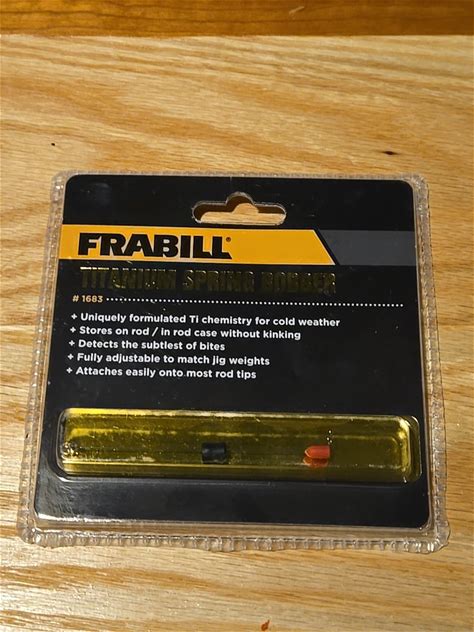 FRABILL®
TITANIUM SPRING BOBBER
# 1683
+ Uniquely formulated Ti chemistry for cold weather
+ Stores on rod / in rod case without kinking
+ Detects the subtlest of bites
+ Fully adjustable to match jig weights
+ Attaches easily onto most rod tips